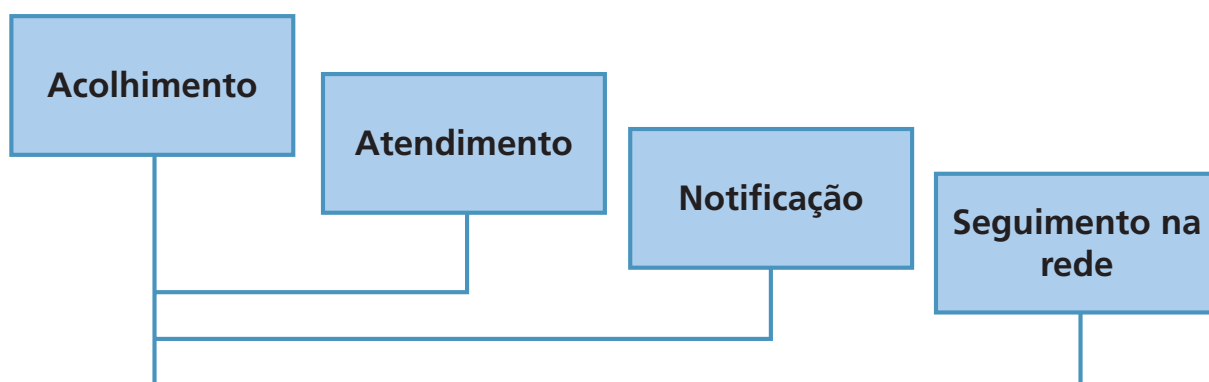 Acolhimento
Atendimento
Notificação
Seguimento na
rede